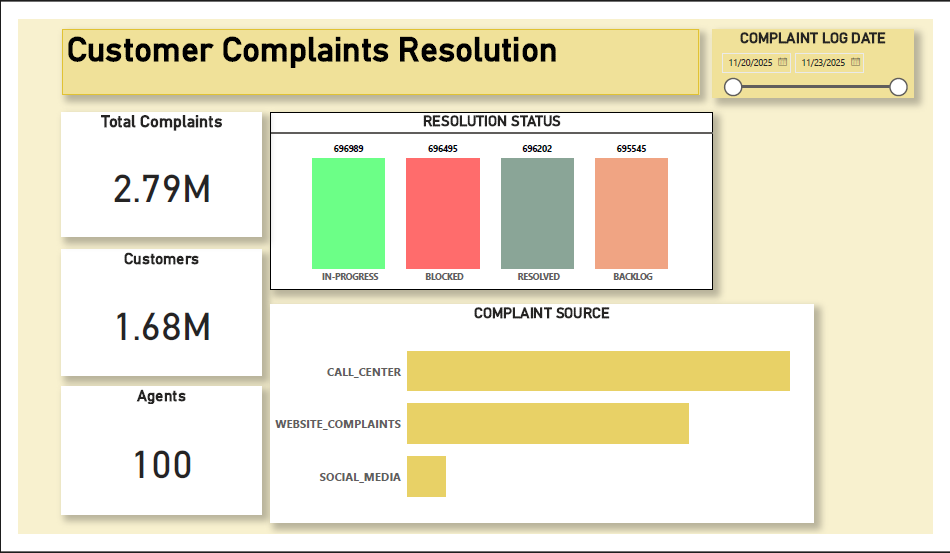 Customer Complaints Resolution
COMPLAINT LOG DATE
11/20/2025 11/23/2025
Total Complaints
2.79M
Customers
1.68M
Agents
100
RESOLUTION STATUS
696989 696495 696202 695545
IN-PROGRESS BLOCKED RESOLVED BACKLOG
COMPLAINT SOURCE
CALL_CENTER
WEBSITE_COMPLAINTS
SOCIAL_MEDIA